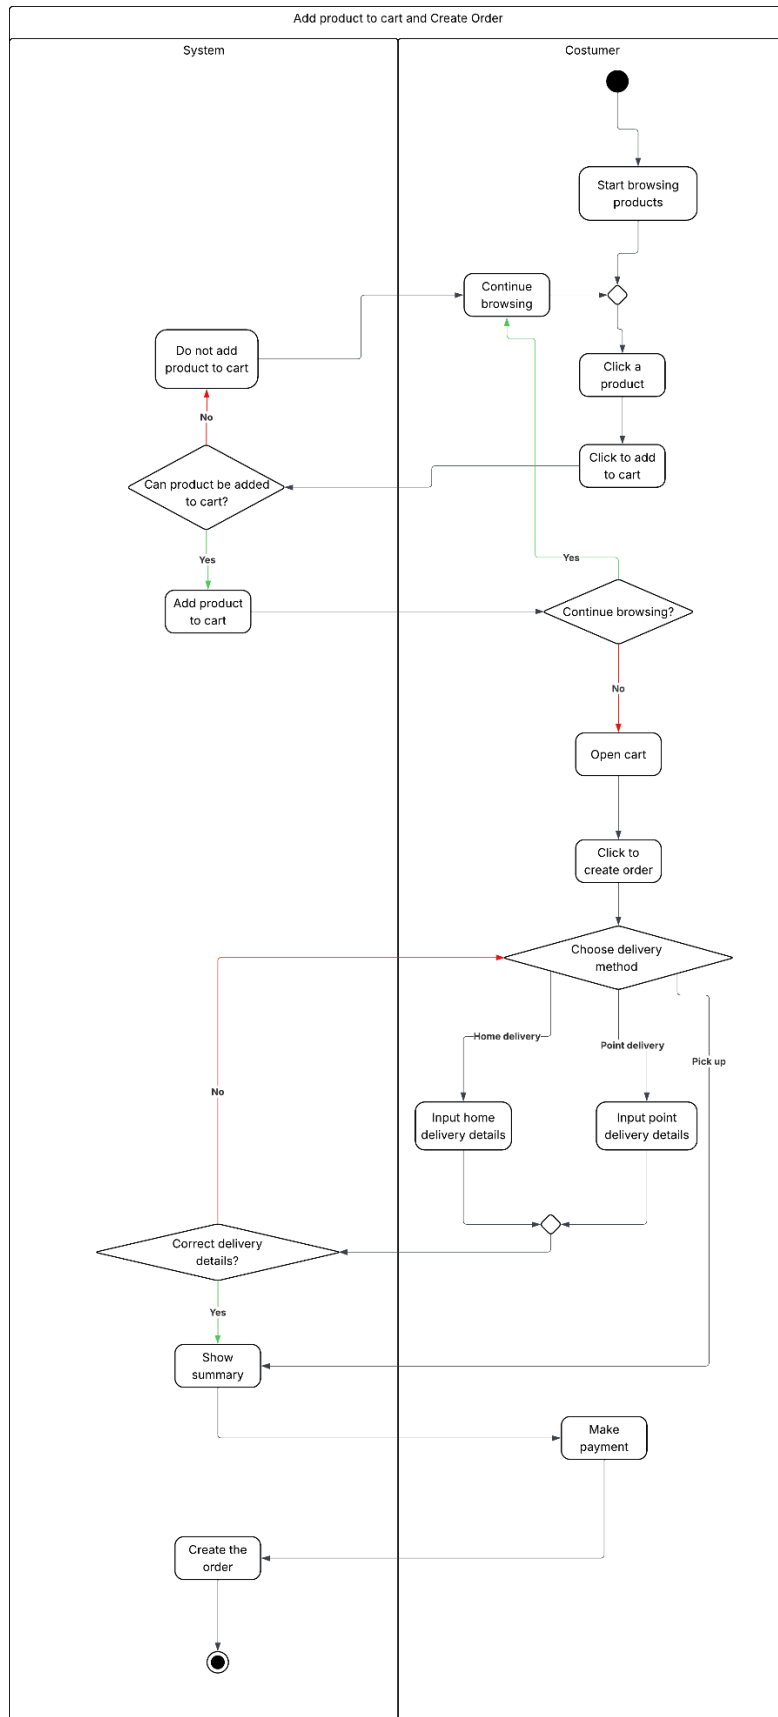 Add product to cart and Create Order
System
Costumer
Start browsing
products
Continue
browsing
Do not add
product to cart
Click a
product
No
Click to add
to cart
Can product be added
to cart?
Yes
Yes
Add product
to cart
Continue browsing?
No
Open cart
Click to
create order
Choose delivery
method
Home delivery
Point delivery
Pick up
No
Input home
delivery details
Input point
delivery details
Correct delivery
details?
Yes
Show
summary
Make
payment
Create the
order